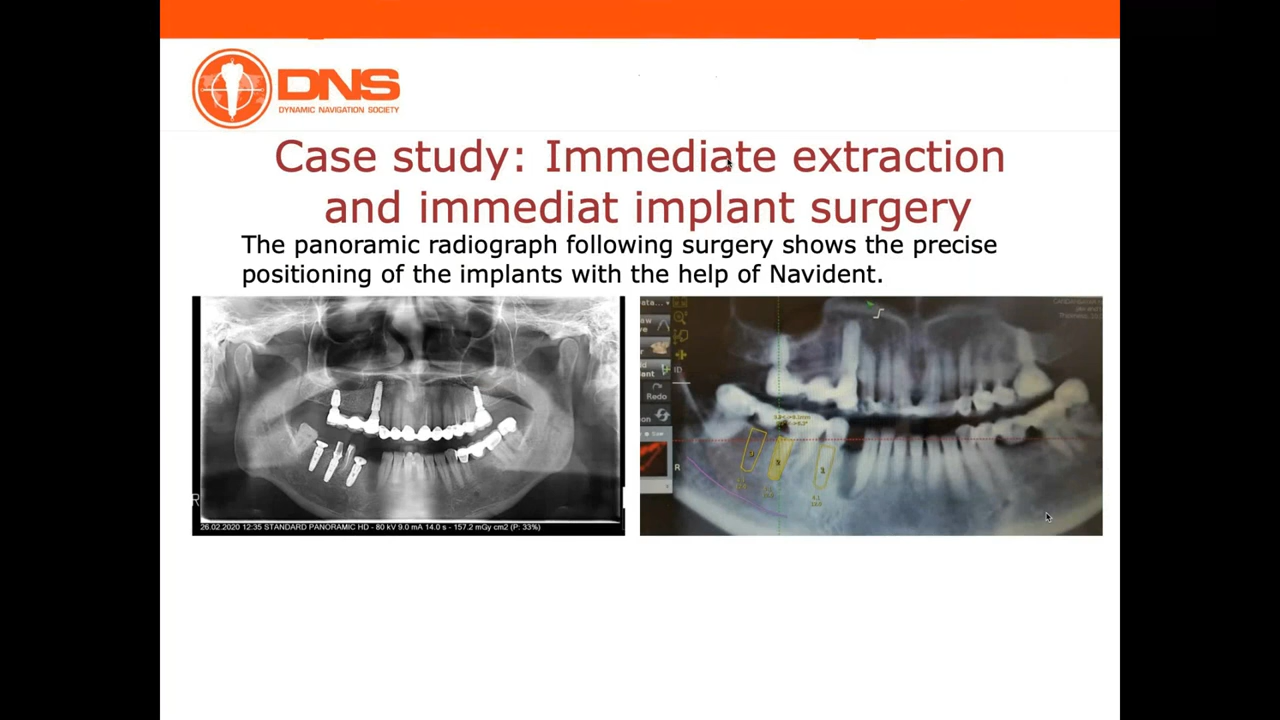 DNS
DYNAMIC NAVIGATION SOCIETY
Case study: Immediate extraction
and immediat implant surgery
The panoramic radiograph following surgery shows the precise
positioning of the implants with the help of Navident.
R
26.02.2020 12:35 STANDARD PANORAMIC HD - 80 kV 9.0 mA 14.0 s - 157.2 mGy cm2 (P: 33%)
ID
Redo
R